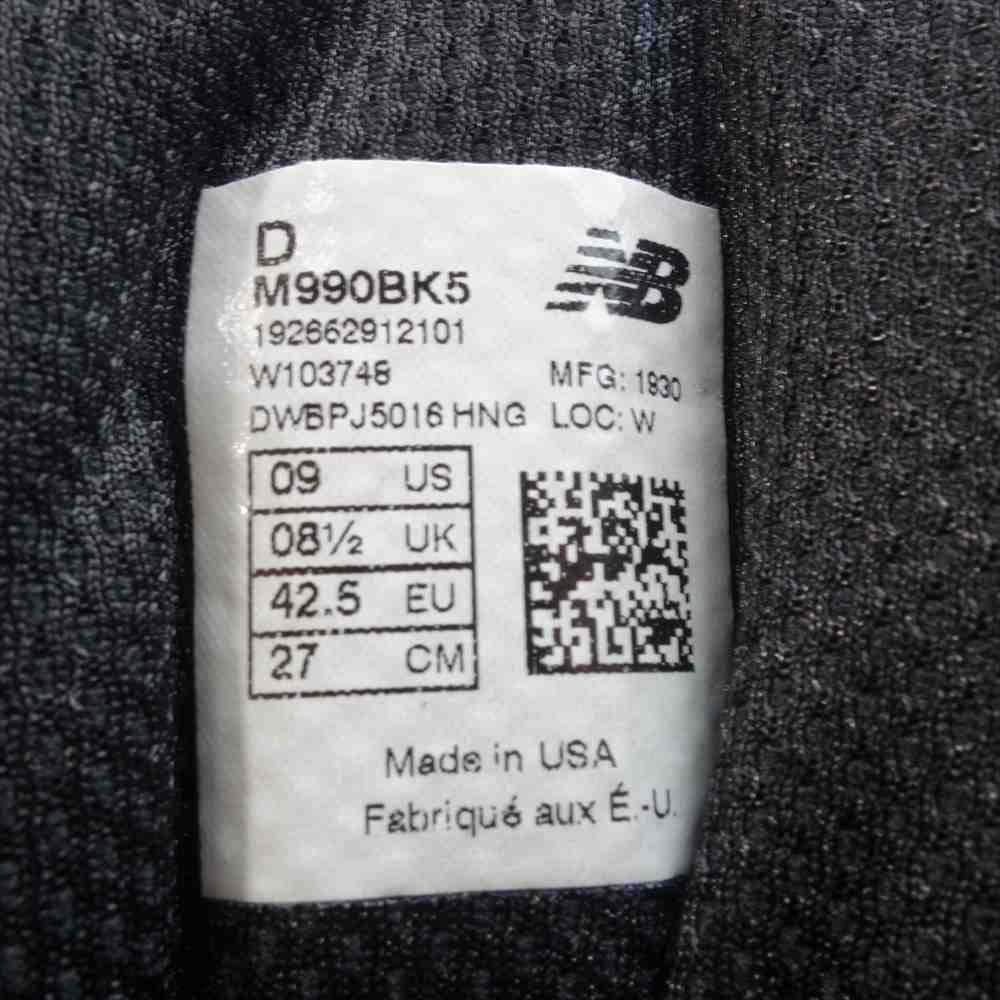 D
NB
M990BK5
192662912101
W103748
MFG: 1930
DWBPJ5016 HNG LOC: W
09 US
08½ UK
42.5 EU
27 CM
Made in USA
Fabriqué aux É.-U.